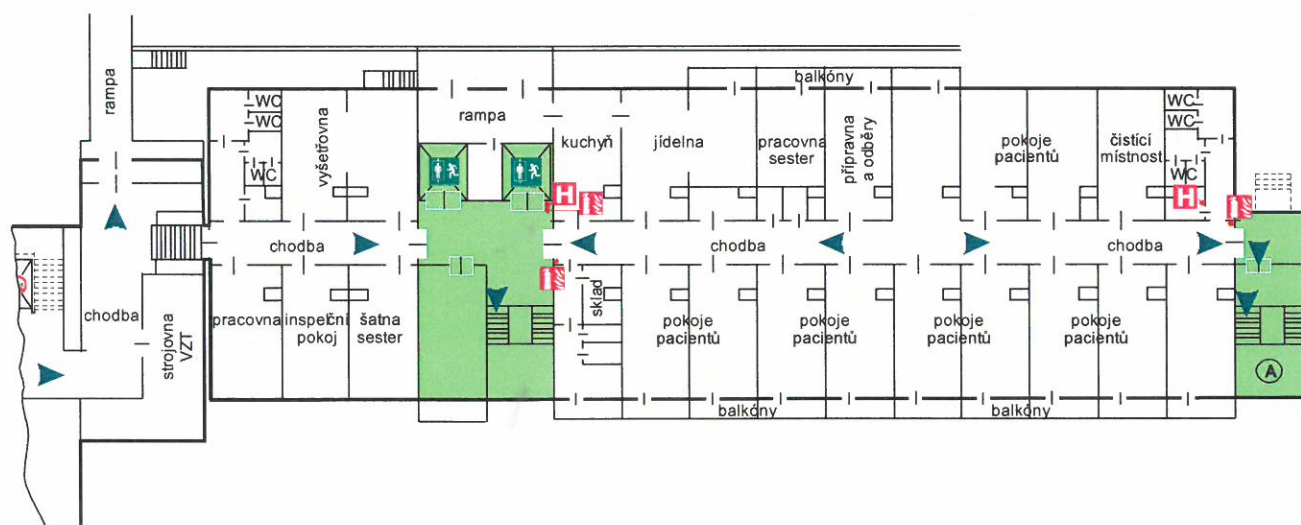 rampa
WC
WC
WC
vyšetřovna
rampa
kuchyň
jídelna
balkóny
pracovna
sester
přípravna
a odběry
pokoje
pacientů
čistící
místnost
WC
WC
WC
H
H
chodba
chodba
chodba
chodba
strojovna
VZT
pracovna
inspekční
pokoj
šatna
sester
sklad
pokoje
pacientů
pokoje
pacientů
pokoje
pacientů
pokoje
pacientů
A
balkóny
balkóny